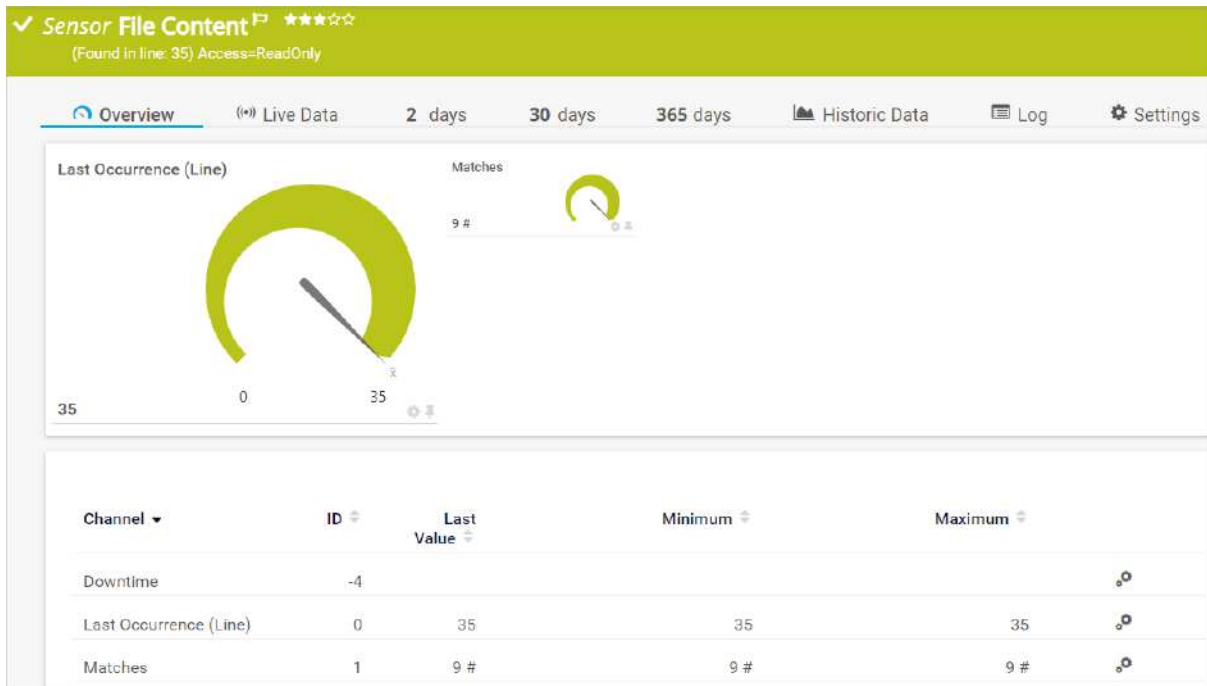 Sensor File Content
(Found in line: 35) Access=ReadOnly
Overview Live Data 2 days 30 days 365 days Historic Data Log Settings
Last Occurrence (Line)
Matches
9 #
0 35
35
Channel ID Last Value Minimum Maximum
Downtime -4
Last Occurrence (Line) 0 35 35 35
Matches 1 9 # 9 # 9 #